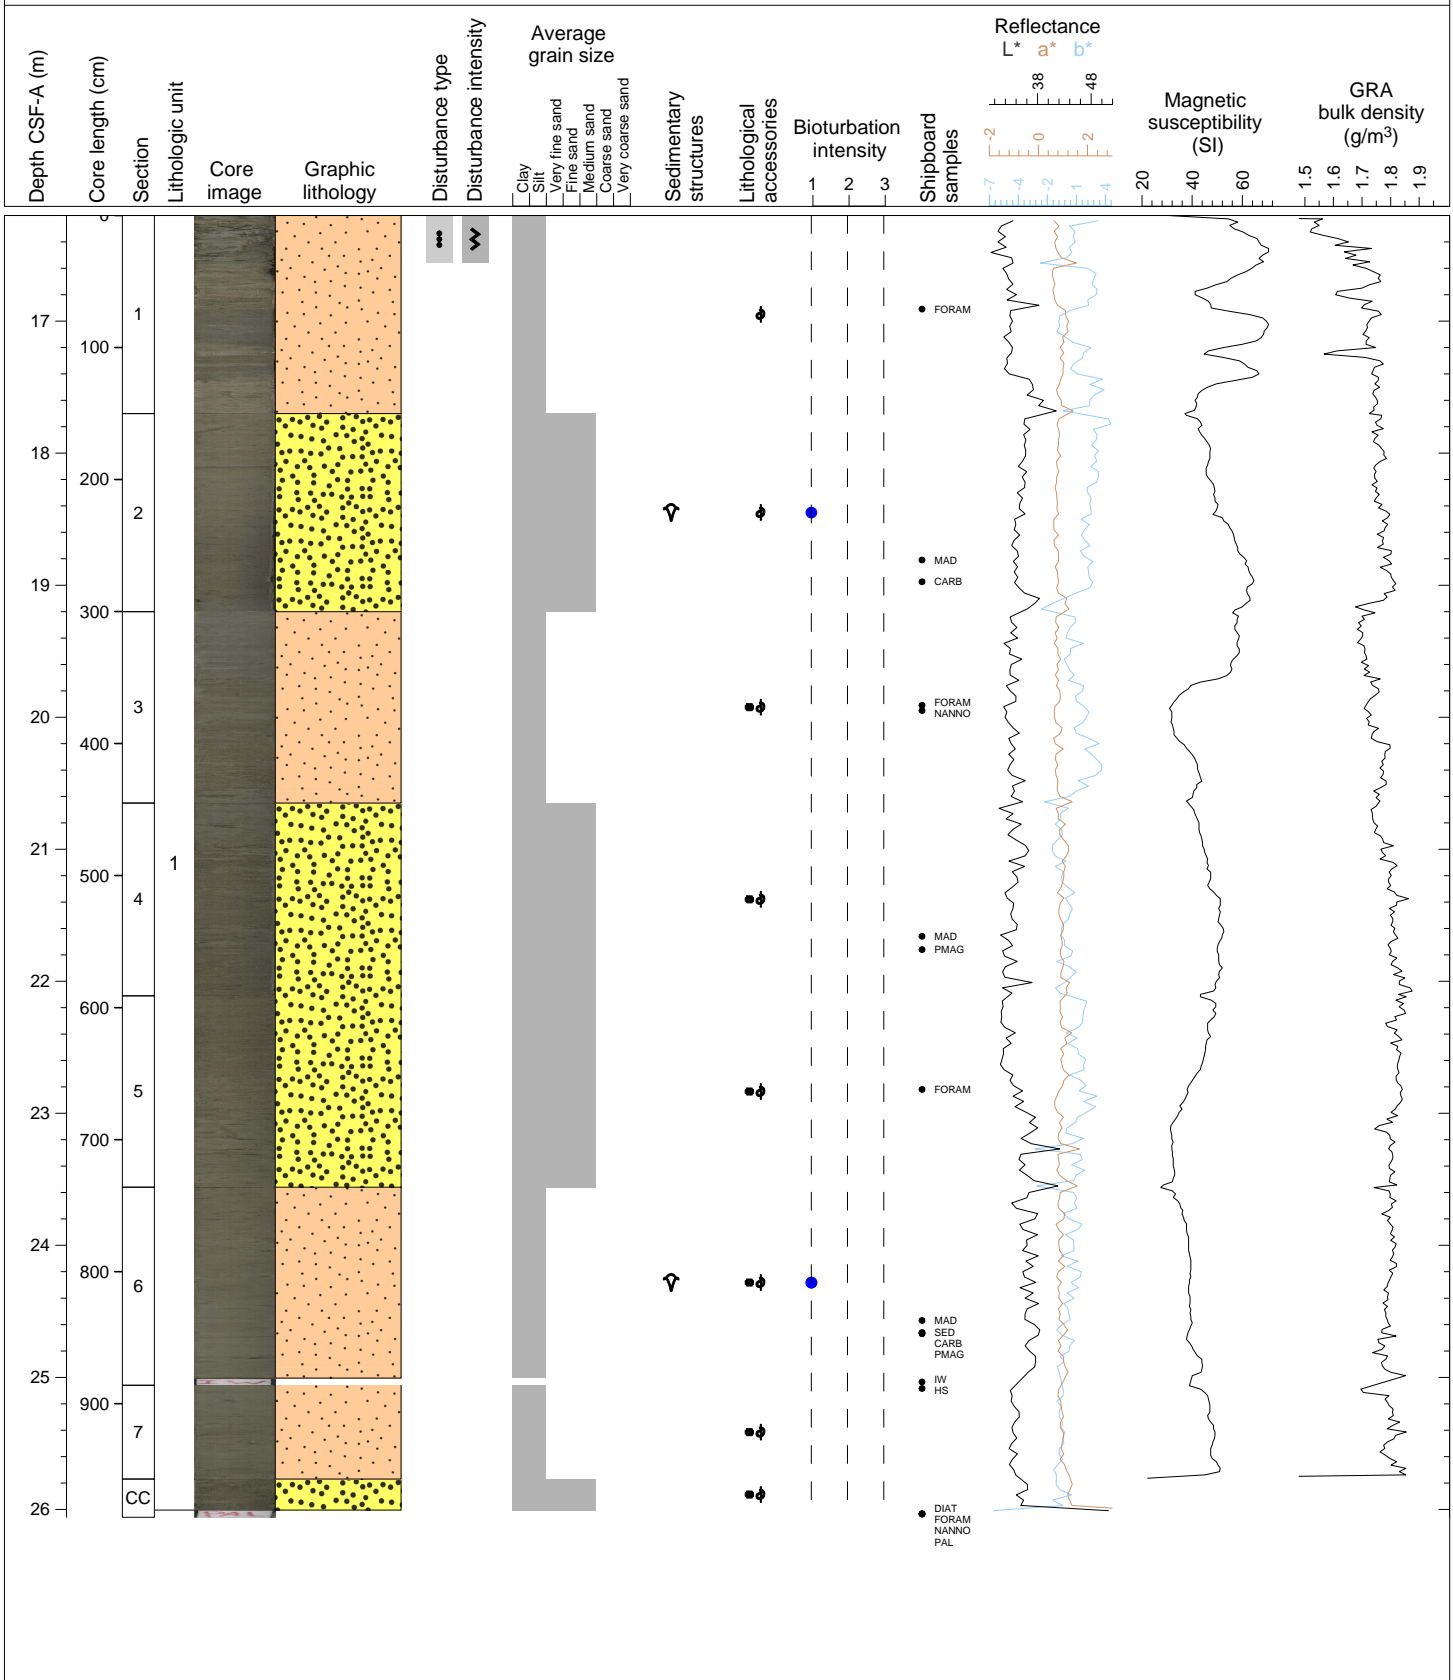 Depth CSF-A (m)
Core length (cm)
Section
Lithologic unit
Core
image
Graphic
lithology
Disturbance type
Disturbance intensity
Average
grain size
Clay
Silt
Very fine sand
Fine sand
Medium sand
Coarse sand
Very coarse sand
Sedimentary
structures
Lithological
accessories
Bioturbation
intensity
1 2 3
Shipboard
samples
Reflectance
L* a* b*
38 48
-2 0 2
-7 -4 -2 1 4
Magnetic
susceptibility
(SI)
20 40 60
GRA
bulk density
(g/m3)
1.5 1.6 1.7 1.8 1.9
0
1
FORAM
17
100
18
200
2
MAD
19
CARB
300
3
FORAM
20
NANNO
400
21
1
500
4
MAD
PMAG
22
600
5
FORAM
23
700
24
800
6
MAD
SED
CARB
PMAG
25
IW
HS
900
7
CC
26
DIAT
FORAM
NANNO
PAL